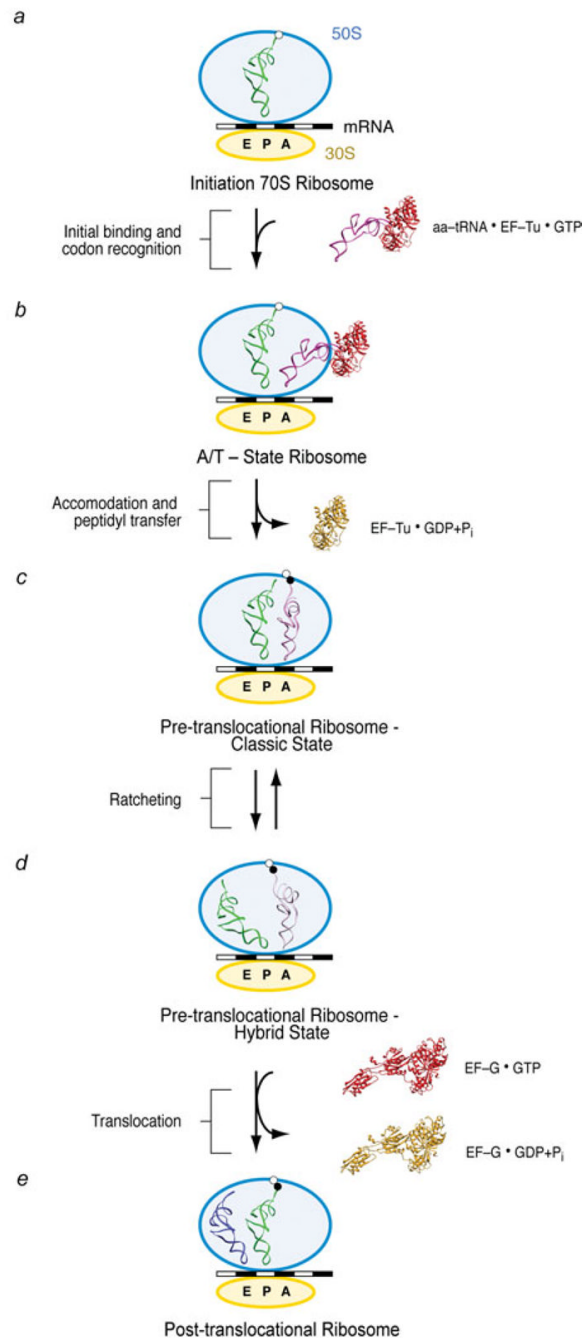 a
50S
mRNA
E P A
30S
Initiation 70S Ribosome
Initial binding and
codon recognition
aa–tRNA • EF–Tu • GTP
b
E P A
A/T – State Ribosome
Accomodation and
peptidyl transfer
EF–Tu • GDP+Pi
c
E P A
Pre-translocational Ribosome -
Classic State
Ratcheting
d
E P A
Pre-translocational Ribosome -
Hybrid State
EF–G • GTP
Translocation
EF–G • GDP+Pi
e
E P A
Post-translocational Ribosome